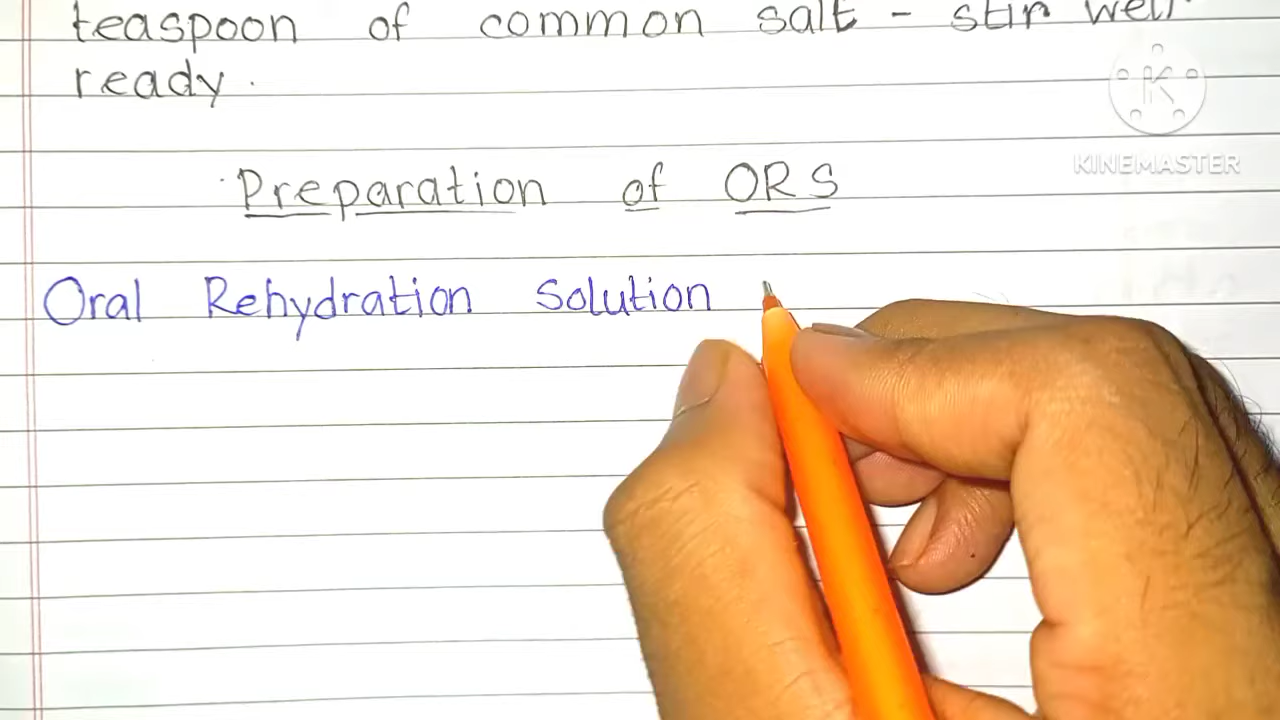 teaspoon of common salt - stir well
ready.
Preparation of ORS
Oral Rehydration Solution
K
KINEMASTER